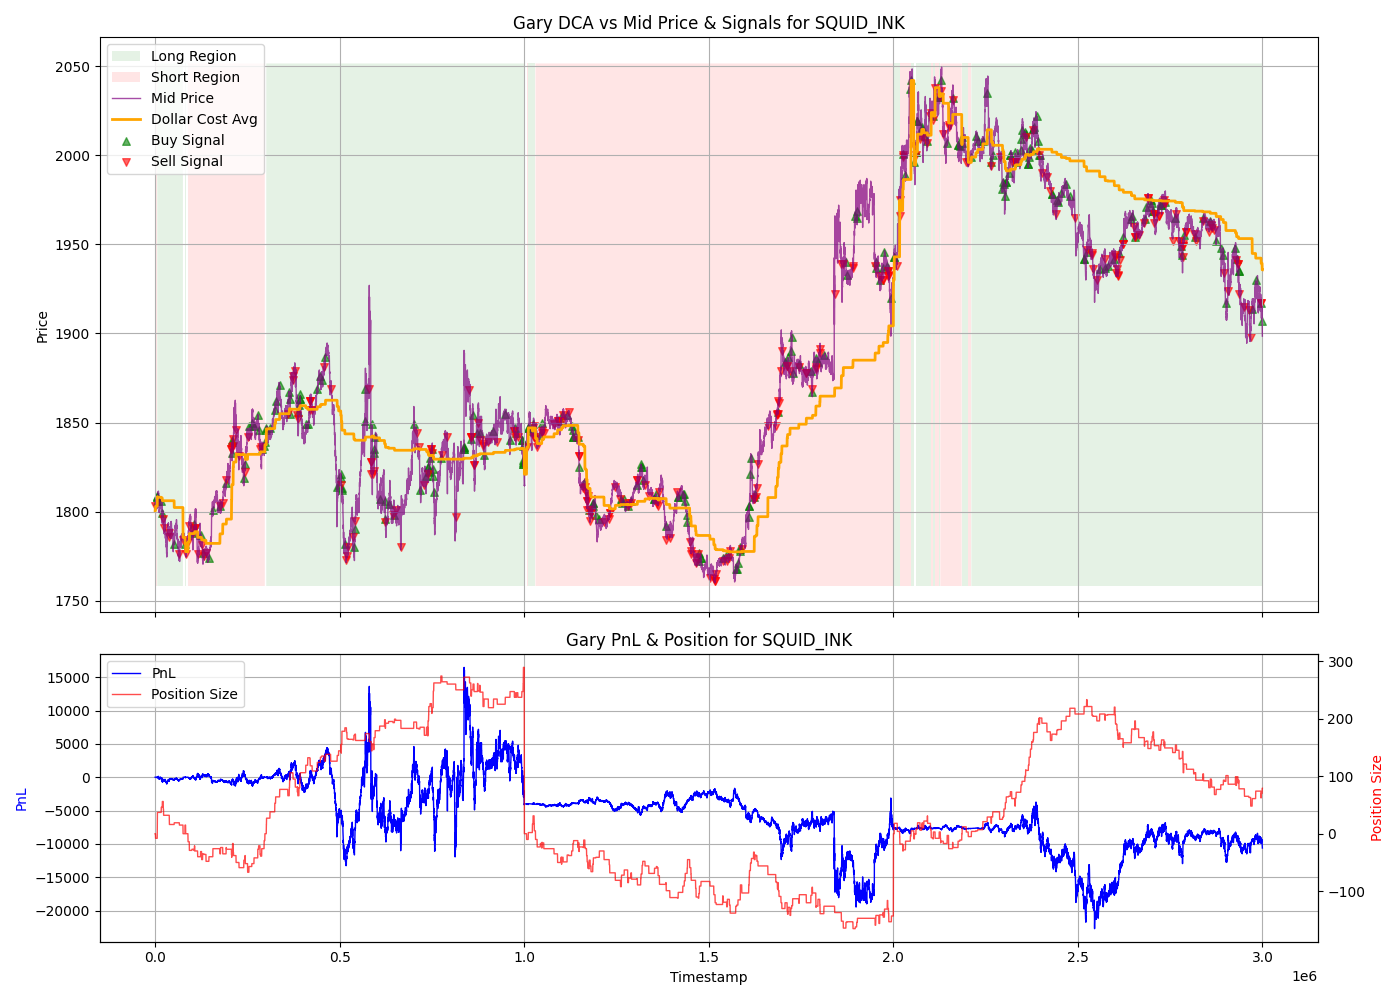 Gary DCA vs Mid Price & Signals for SQUID_INK
Long Region
Short Region
Mid Price
Dollar Cost Avg
Buy Signal
Sell Signal
Price
2050
2000
1950
1900
1850
1800
1750
Gary PnL & Position for SQUID_INK
PnL
Position Size
PnL
15000
10000
5000
0
−5000
−10000
−15000
−20000
300
200
100
0
−100
Position Size
0.0 0.5 1.0 1.5 2.0 2.5 3.0
Timestamp
1e6